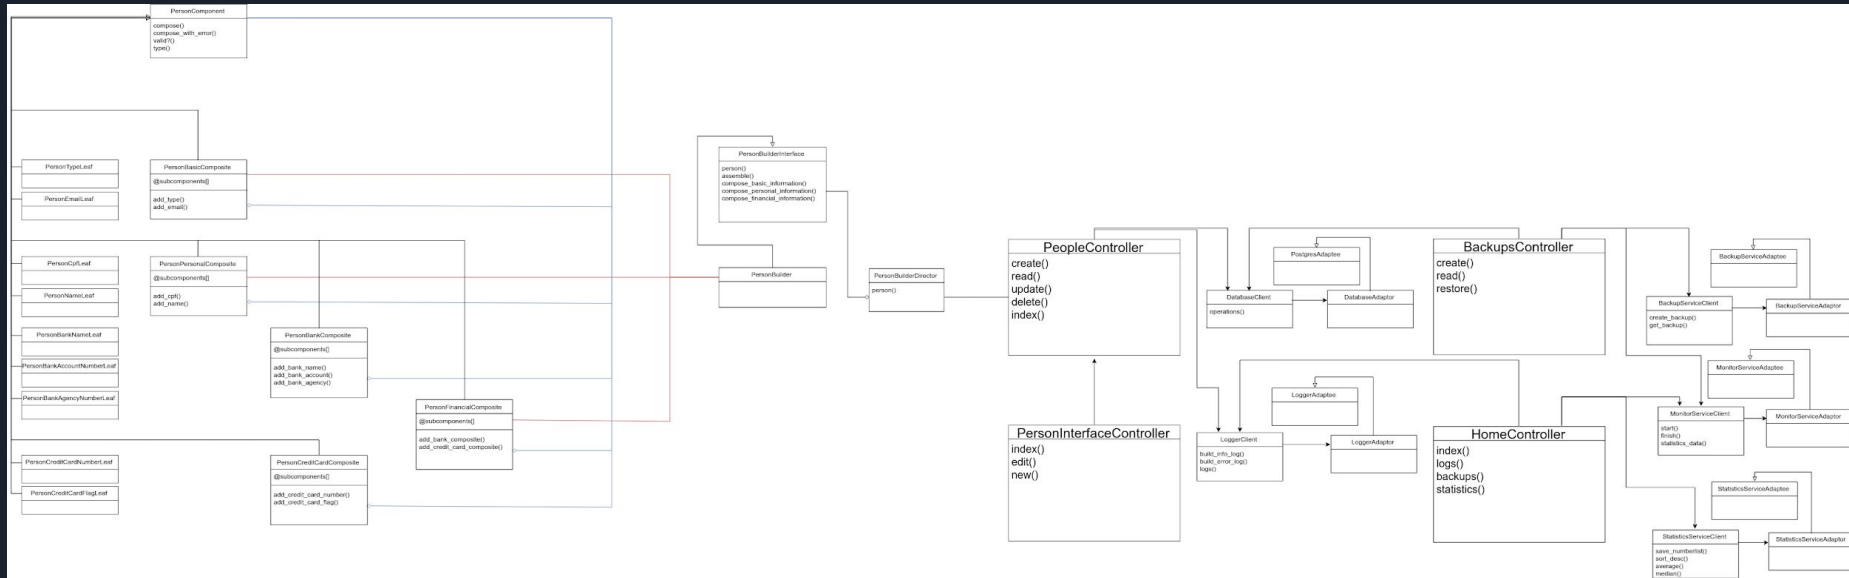 PersonComponent
compose()
compose_with_error()
valid?()
type()
PersonTypeLeaf
PersonEmailLeaf
PersonBasicComposite
@subcomponents[]
add_type()
add_email()
PersonCpfLeaf
PersonNameLeaf
PersonPersonalComposite
@subcomponents[]
add_cpf()
add_name()
PersonBankNameLeaf
PersonBankAccountNumberLeaf
PersonBankAgencyNumberLeaf
PersonBankComposite
@subcomponents[]
add_bank_name()
add_bank_account()
add_bank_agency()
PersonFinancialComposite
@subcomponents[]
add_bank_composite()
add_credit_card_composite()
PersonCreditCardNumberLeaf
PersonCreditCardFlagLeaf
PersonCreditCardComposite
@subcomponents[]
add_credit_card_number()
add_credit_card_flag()
PersonBuilderInterface
person()
assemble()
compose_basic_information()
compose_personal_information()
compose_financial_information()
PersonBuilder
PersonBuilderDirector
person()
PeopleController
create()
read()
update()
delete()
index()
PersonInterfaceController
index()
edit()
new()
PostgresAdaptee
DatabaseClient
operations()
DatabaseAdaptor
LoggerAdaptee
LoggerClient
build_info_log()
build_error_log()
logs()
LoggerAdaptor
BackupsController
create()
read()
restore()
HomeController
index()
logs()
backups()
statistics()
BackupServiceAdaptee
BackupServiceClient
create_backup()
get_backup()
BackupServiceAdaptor
MonitorServiceAdaptee
MonitorServiceClient
start()
finish()
statistics_data()
MonitorServiceAdaptor
StatisticsServiceAdaptee
StatisticsServiceClient
save_numberlist()
sort_desc()
average()
median()
StatisticsServiceAdaptor